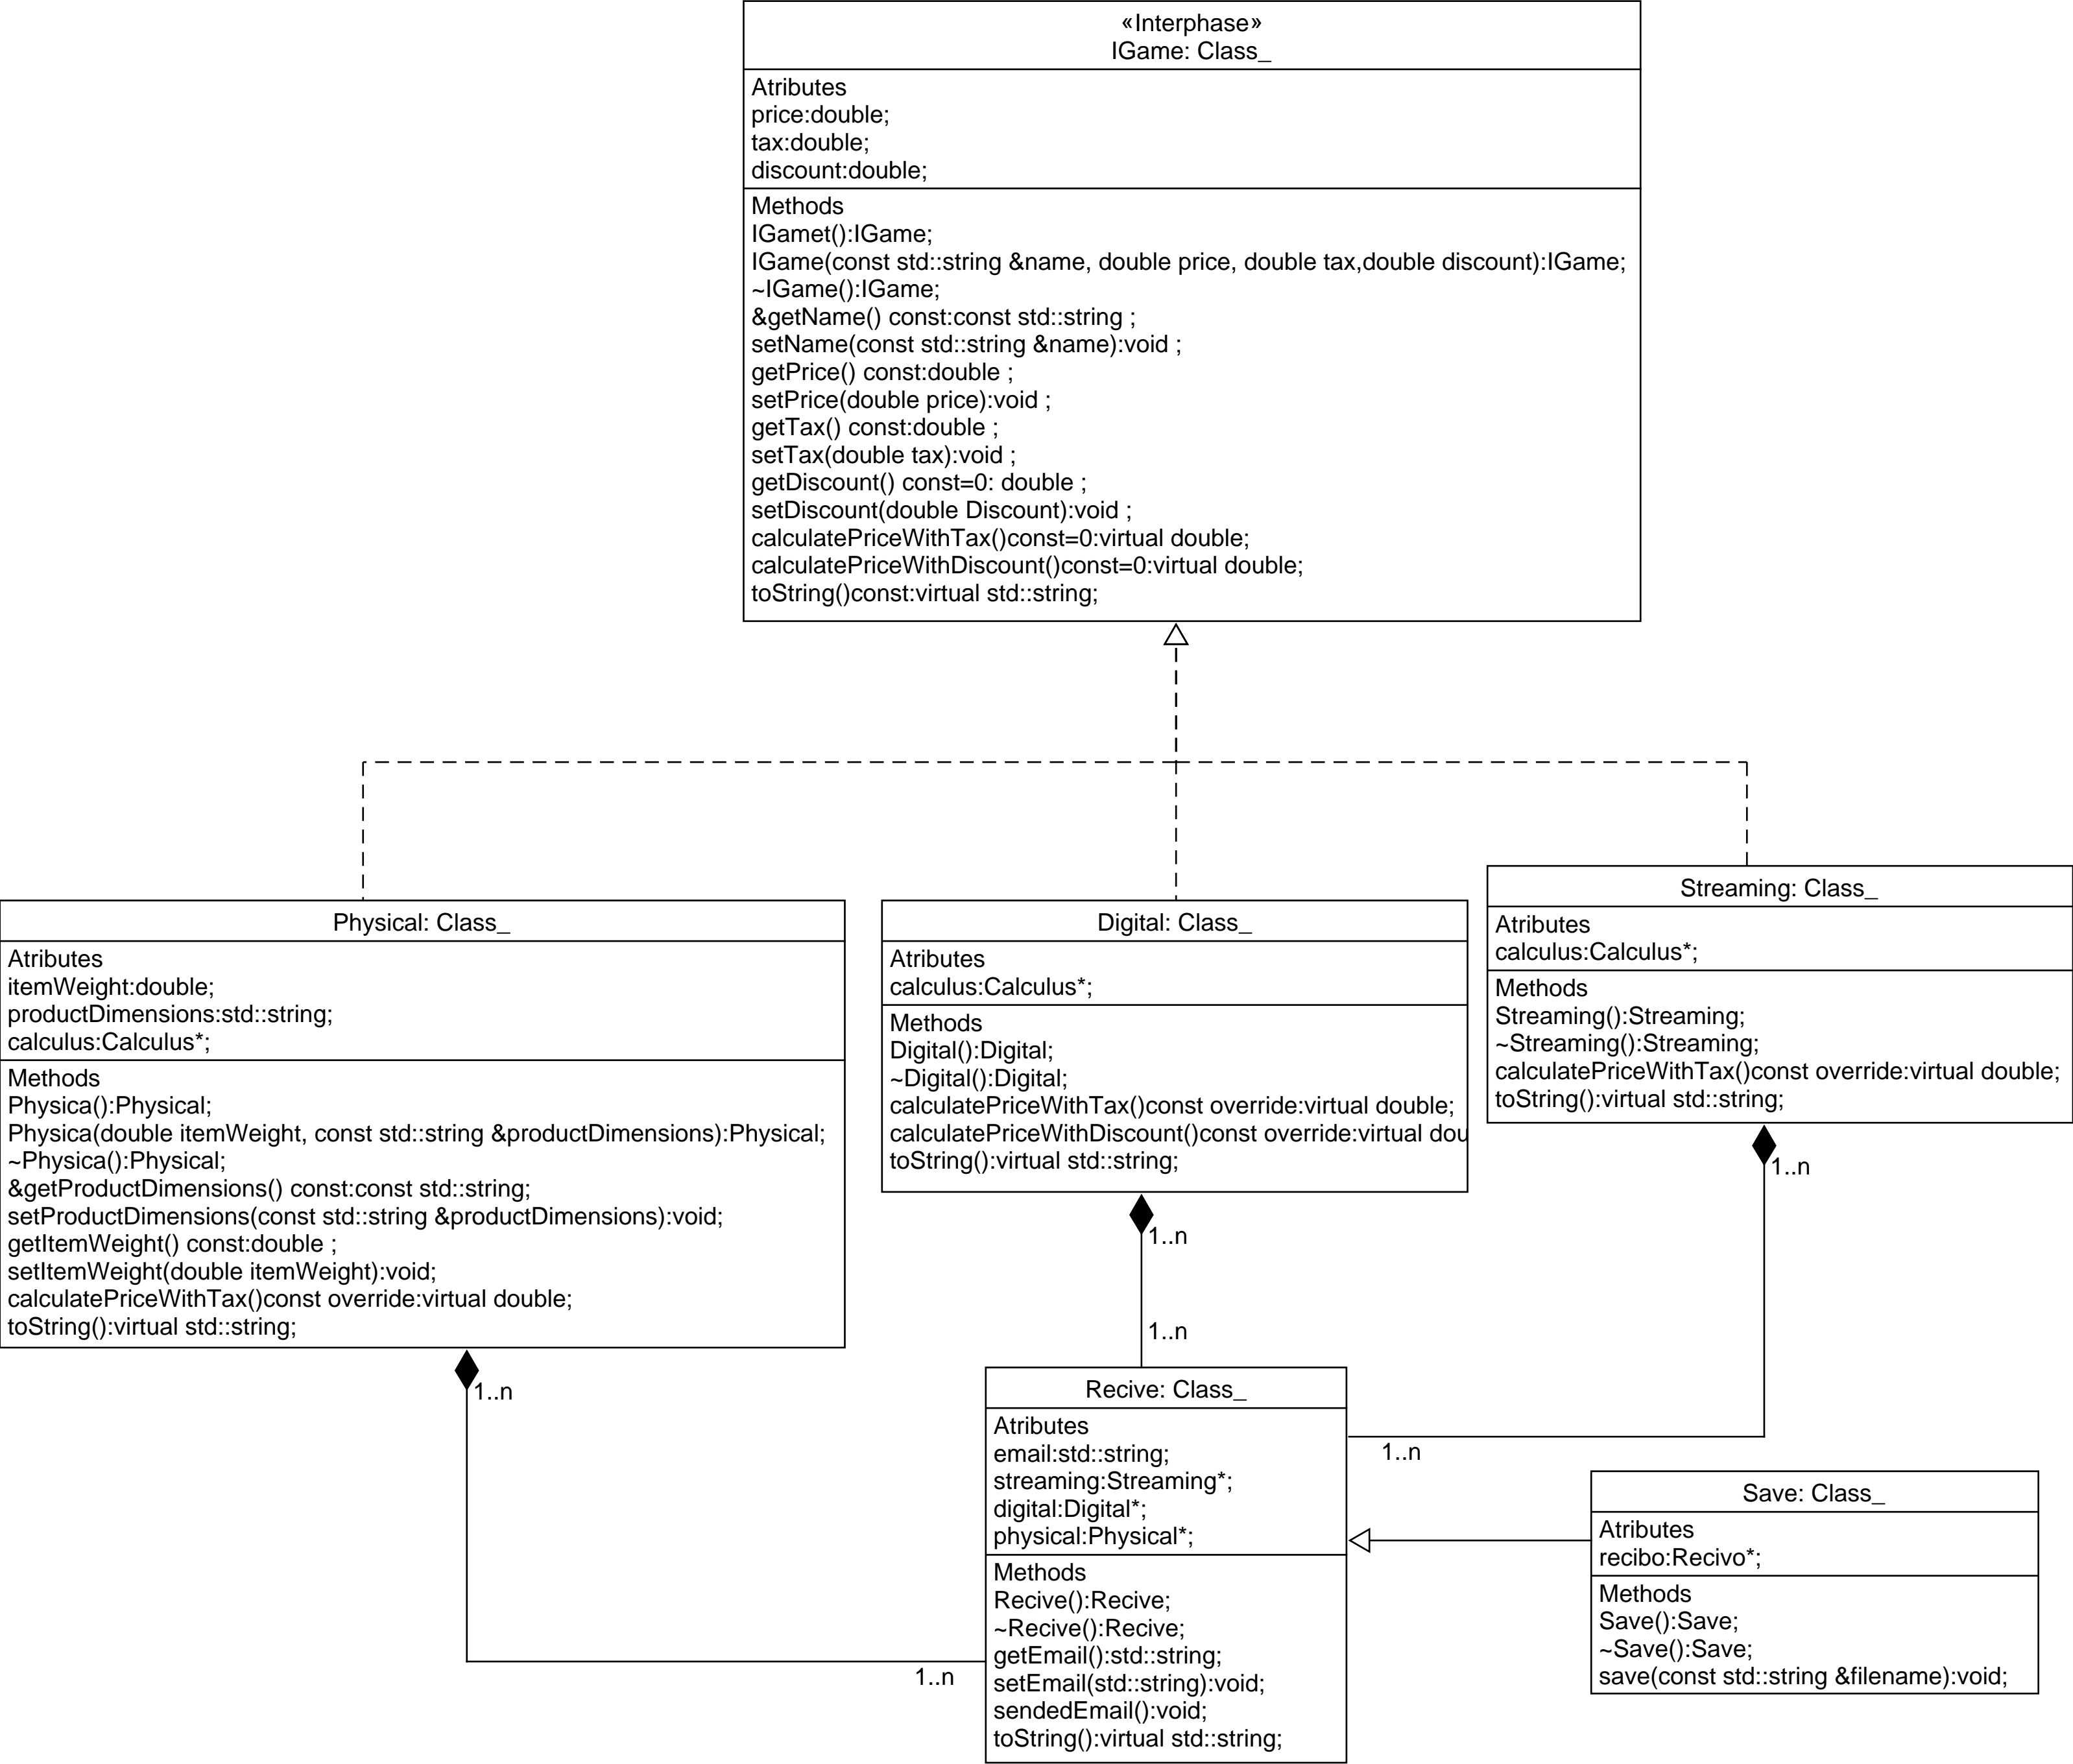 «Interphase»
IGame: Class_
Atributes
price:double;
tax:double;
discount:double;
Methods
IGamet():IGame;
IGame(const std::string &name, double price, double tax,double discount):IGame;
~IGame():IGame;
&getName() const:const std::string ;
setName(const std::string &name):void ;
getPrice() const:double ;
setPrice(double price):void ;
getTax() const:double ;
setTax(double tax):void ;
getDiscount() const=0: double ;
setDiscount(double Discount):void ;
calculatePriceWithTax()const=0:virtual double;
calculatePriceWithDiscount()const=0:virtual double;
toString()const:virtual std::string;
Physical: Class_
Atributes
itemWeight:double;
productDimensions:std::string;
calculus:Calculus*;
Methods
Physica():Physical;
Physica(double itemWeight, const std::string &productDimensions):Physical;
~Physica():Physical;
&getProductDimensions() const:const std::string;
setProductDimensions(const std::string &productDimensions):void;
getItemWeight() const:double ;
setItemWeight(double itemWeight):void;
calculatePriceWithTax()const override:virtual double;
toString():virtual std::string;
1..n
1..n
Digital: Class_
Atributes
calculus:Calculus*;
Methods
Digital():Digital;
~Digital():Digital;
calculatePriceWithTax()const override:virtual double;
calculatePriceWithDiscount()const override:virtual dou
toString():virtual std::string;
1..n
1..n
Streaming: Class_
Atributes
calculus:Calculus*;
Methods
Streaming():Streaming;
~Streaming():Streaming;
calculatePriceWithTax()const override:virtual double;
toString():virtual std::string;
1..n
1..n
Recive: Class_
Atributes
email:std::string;
streaming:Streaming*;
digital:Digital*;
physical:Physical*;
Methods
Recive():Recive;
~Recive():Recive;
getEmail():std::string;
setEmail(std::string):void;
sendedEmail():void;
toString():virtual std::string;
Save: Class_
Atributes
recibo:Recivo*;
Methods
Save():Save;
~Save():Save;
save(const std::string &filename):void;